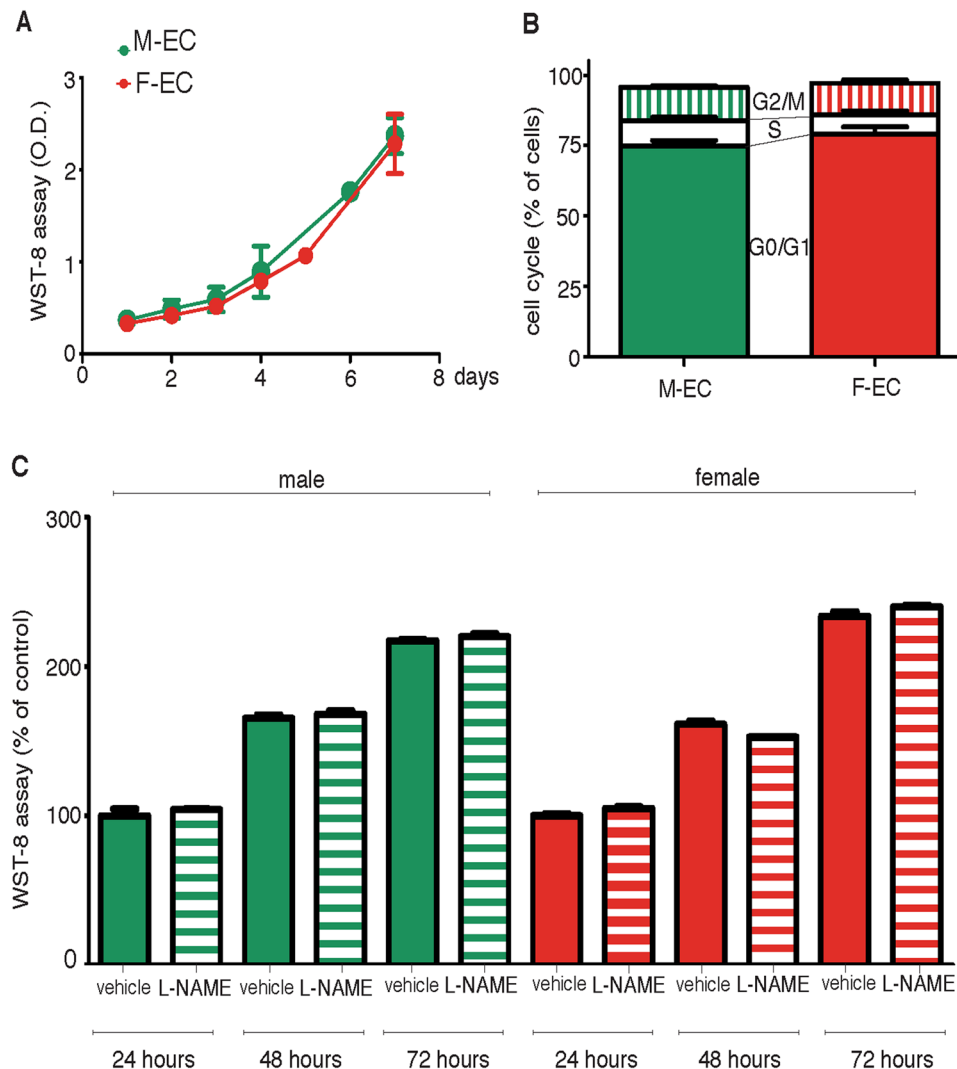 A
M-EC
F-EC
WST-8 assay (O.D.)
3
2
1
0
0 2 4 6 8 days
B
cell cycle (% of cells)
100
75
50
25
0
G2/M
S
G0/G1
M-EC F-EC
C
male female
WST-8 assay (% of control)
300
200
100
0
vehicle L-NAME vehicle L-NAME vehicle L-NAME vehicle L-NAME vehicle L-NAME vehicle L-NAME
24 hours 48 hours 72 hours 24 hours 48 hours 72 hours